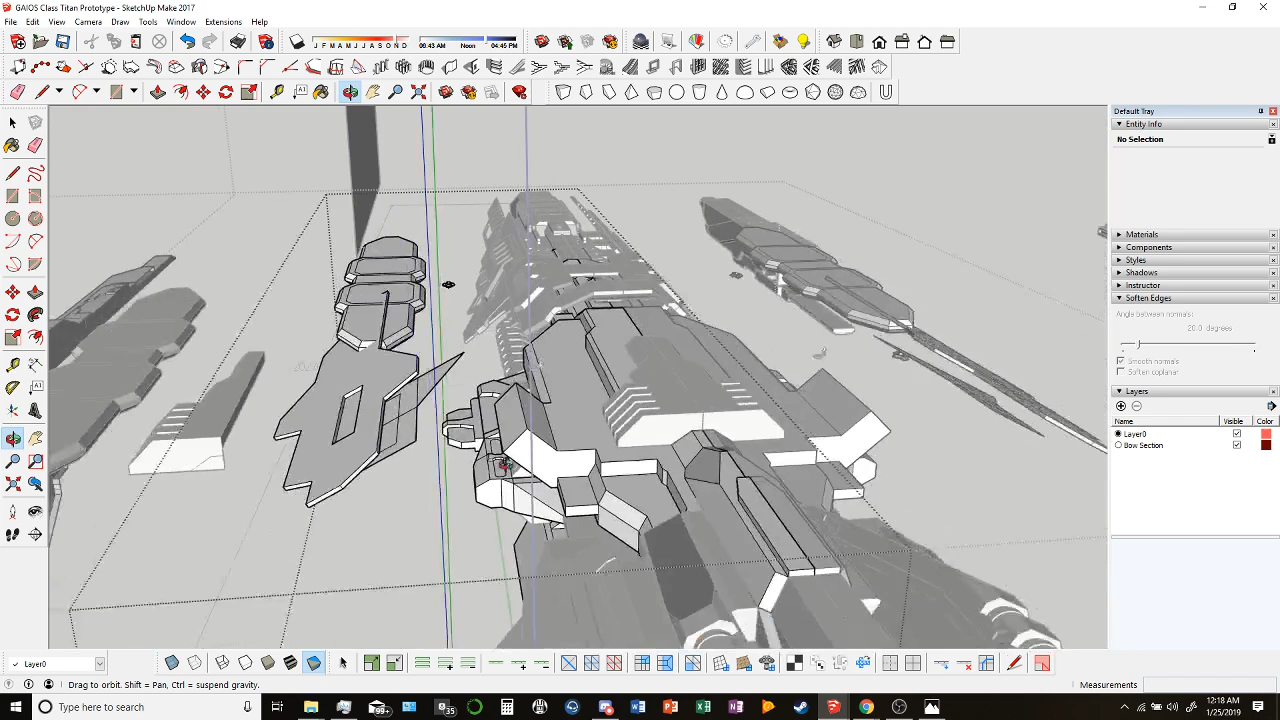 GAIOS Class Titan Prototype - SketchUp Make 2017
File Edit View Camera Draw Tools Window Extensions Help
J F M A M J J A S O N D
06:43 AM Noon 04:45 PM
Default Tray
Entity Info
No Selection
Materials
Components
Styles
Shadows
Instructor
Soften Edges
Angle between normals:
20.0 degrees
Smooth normals
Soften coplanar
Layers
Name Visible Color
Layer0
Bow Section
Layer0
Drag to orbit. Shift = Pan, Ctrl = suspend gravity.
Measurements
Type here to search
99+
35
12:18 AM
1/25/2019